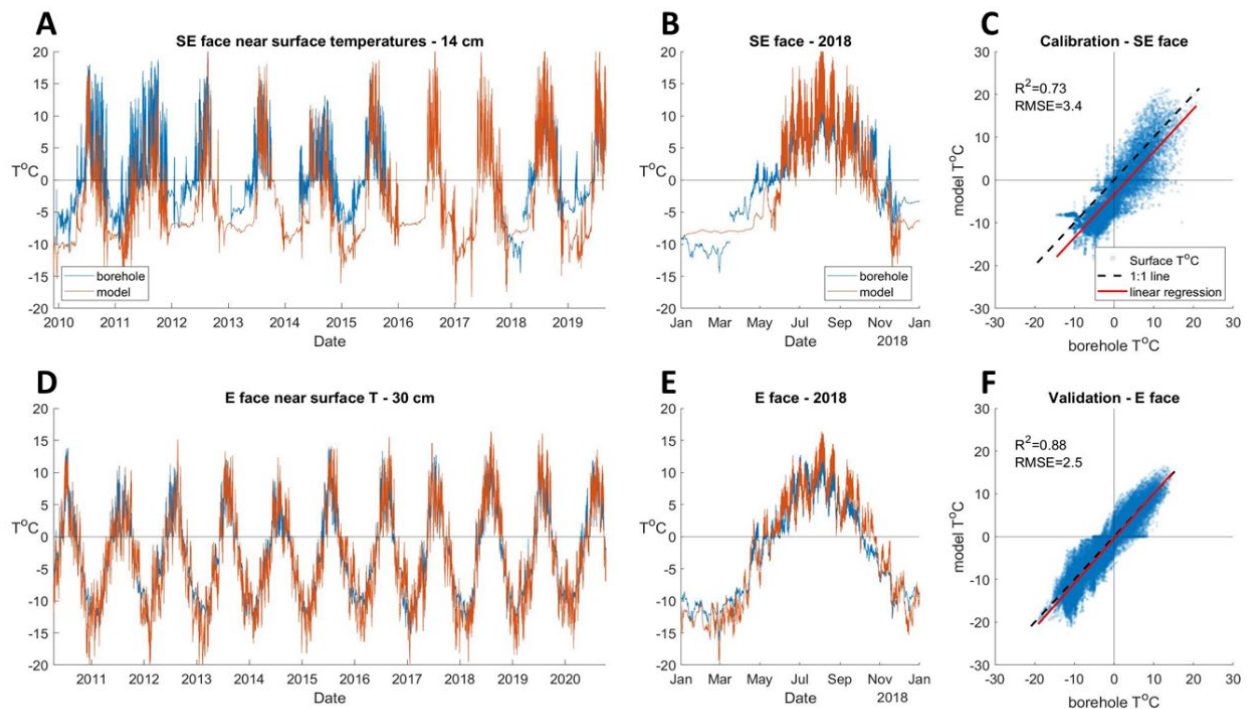 A
SE face near surface temperatures - 14 cm
20
15
10
5
T°C
0
-5
-10
-15
-20
borehole
model
2010 2011 2012 2013 2014 2015 2016 2017 2018 2019
Date
B
SE face - 2018
20
15
10
5
T°C
0
-5
-10
-15
-20
borehole
model
Jan Mar May Jul Sep Nov Jan
Date 2018
C
Calibration - SE face
30
R²=0.73
RMSE=3.4
20
10
model T°C
0
-10
-20
-30
Surface T°C
1:1 line
linear regression
-30 -20 -10 0 10 20 30
borehole T°C
D
E face near surface T - 30 cm
20
15
10
5
T°C
0
-5
-10
-15
-20
2011 2012 2013 2014 2015 2016 2017 2018 2019 2020
Date
E
E face - 2018
20
15
10
5
T°C
0
-5
-10
-15
-20
Jan Mar May Jul Sep Nov Jan
Date 2018
F
Validation - E face
30
R²=0.88
RMSE=2.5
20
10
model T°C
0
-10
-20
-30
-30 -20 -10 0 10 20 30
borehole T°C